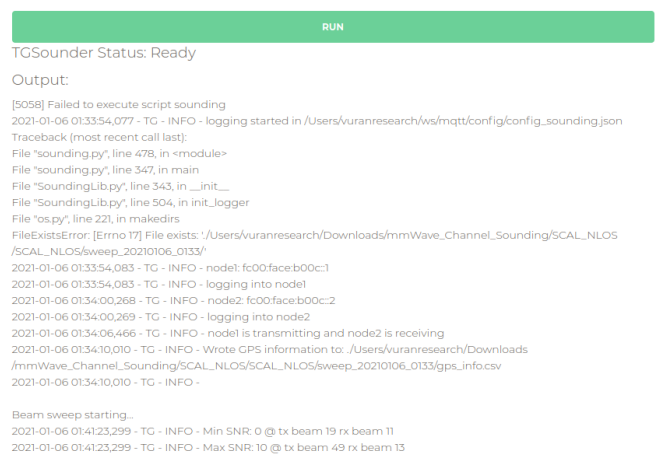 RUN
TGSounder Status: Ready
Output:
[5058] Failed to execute script sounding
2021-01-06 01:33:54,077 - TG - INFO - logging started in /Users/vuranresearch/ws/mqtt/config/config_sounding.json
Traceback (most recent call last):
File "sounding.py", line 478, in <module>
File "sounding.py", line 347, in main
File "SoundingLib.py", line 343, in __init__
File "SoundingLib.py", line 504, in init_logger
File "os.py", line 221, in makedirs
FileExistsError: [Errno 17] File exists: './Users/vuranresearch/Downloads/mmWave_Channel_Sounding/SCAL_NLOS
/SCAL_NLOS/sweep_20210106_0133/'
2021-01-06 01:33:54,083 - TG - INFO - node1: fc00:face:b00c::1
2021-01-06 01:33:54,083 - TG - INFO - logging into node1
2021-01-06 01:34:00,268 - TG - INFO - node2: fc00:face:b00c::2
2021-01-06 01:34:00,269 - TG - INFO - logging into node2
2021-01-06 01:34:06,466 - TG - INFO - node1 is transmitting and node2 is receiving
2021-01-06 01:34:10,010 - TG - INFO - Wrote GPS information to: ./Users/vuranresearch/Downloads
/mmWave_Channel_Sounding/SCAL_NLOS/SCAL_NLOS/sweep_20210106_0133/gps_info.csv
2021-01-06 01:34:10,010 - TG - INFO -
Beam sweep starting...
2021-01-06 01:41:23,299 - TG - INFO - Min SNR: 0 @ tx beam 19 rx beam 11
2021-01-06 01:41:23,299 - TG - INFO - Max SNR: 10 @ tx beam 49 rx beam 13